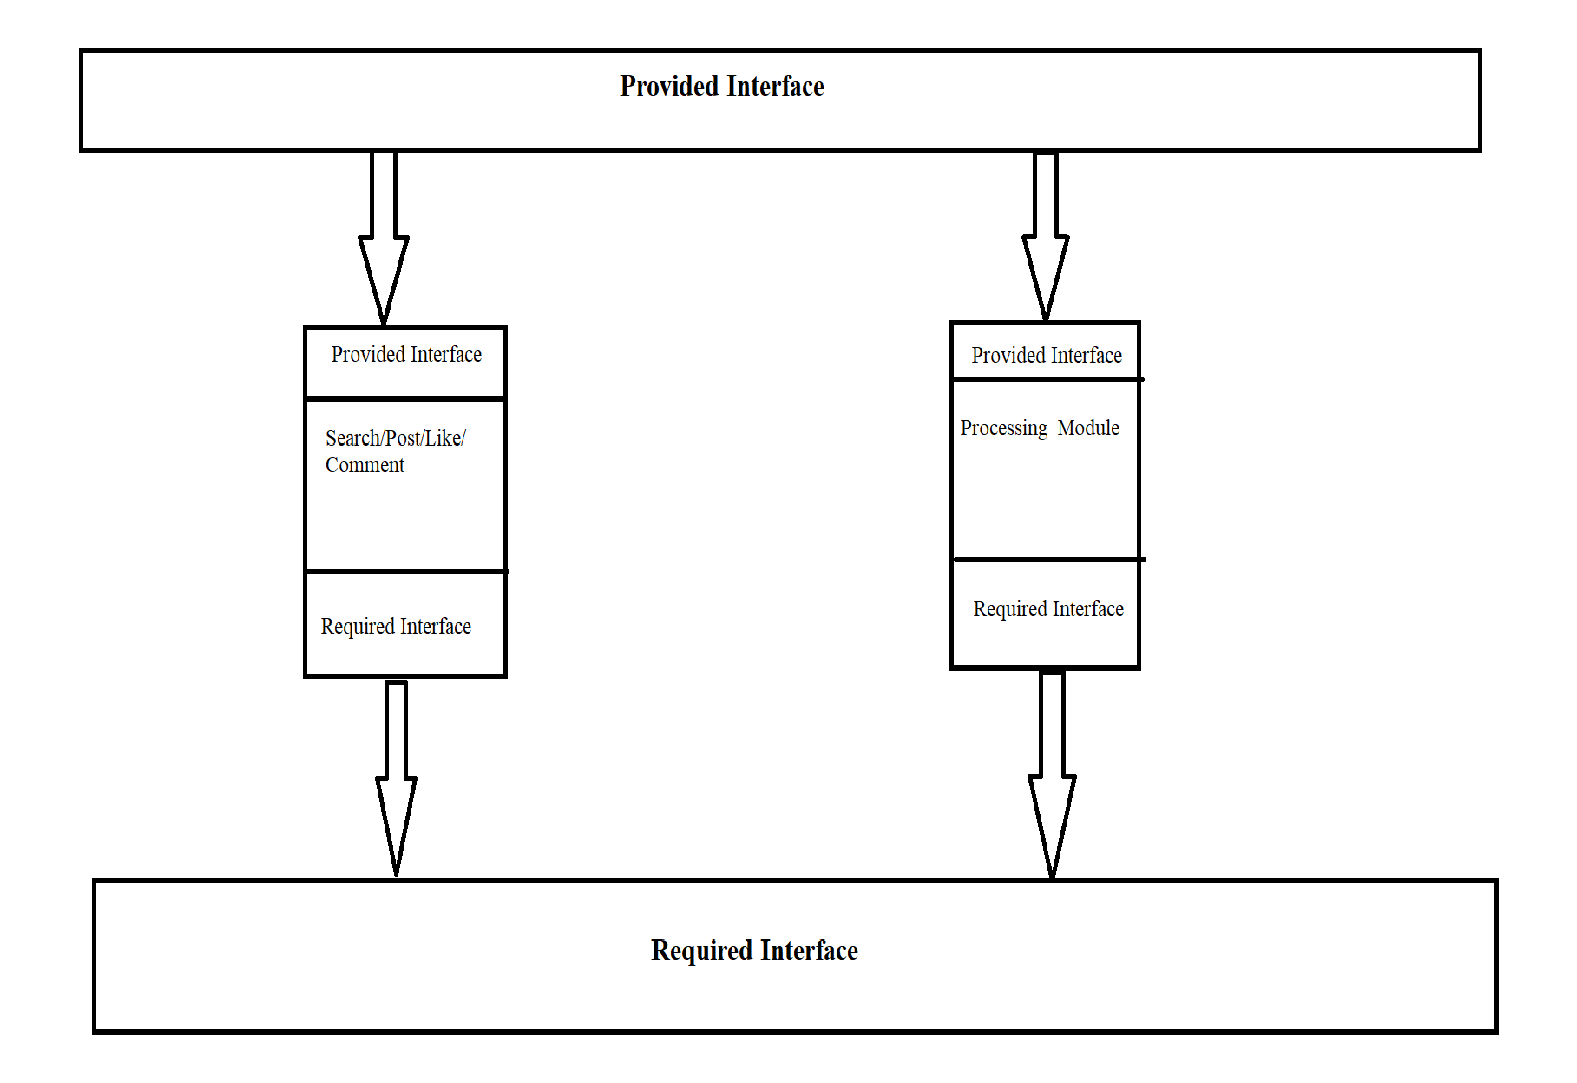 Provided Interface
Provided Interface
Search/Post/Like/
Comment
Required Interface
Provided Interface
Processing  Module
Required Interface
Required Interface